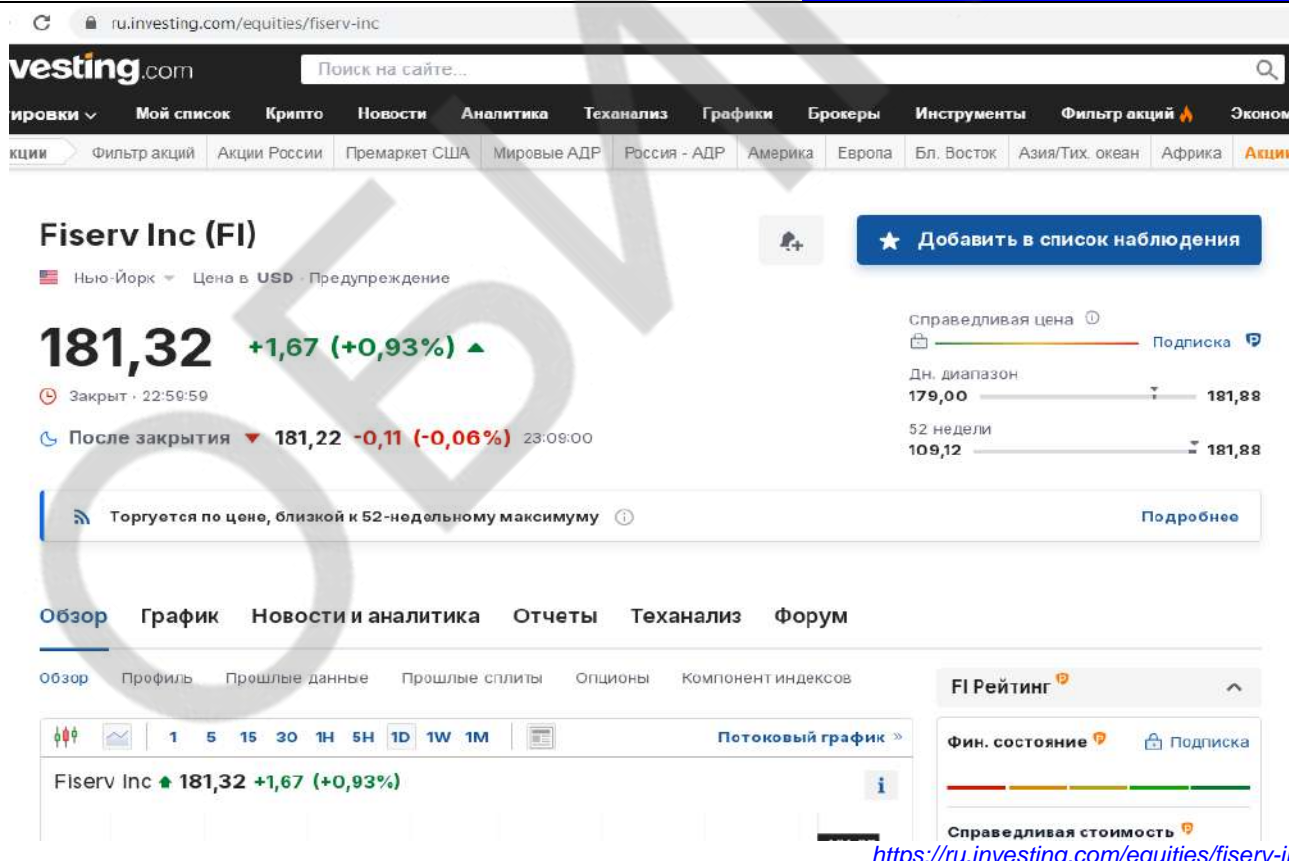 ru.investing.com/equities/fiserv-inc
vesting.com Поиск на сайте...
ировки Мой список Крипто Новости Аналитика Теханализ Графики Брокеры Инструменты Фильтр акций Эконом
кции Фильтр акций Акции России Премаркет США Мировые АДР Россия - АДР Америка Европа Бл. Восток Азия/Тих. океан Африка Акции
Fiserv Inc (FI)
Добавить в список наблюдения
Нью-Йорк Цена в USD · Предупреждение
181,32 +1,67 (+0,93%)
Справедливая цена
Подписка
Закрыт · 22:59:59
Дн. диапазон
179,00 181,88
После закрытия 181,22 -0,11 (-0,06%) 23:09:00
52 недели
109,12 181,88
Торгуется по цене, близкой к 52-недельному максимуму Подробнее
Обзор График Новости и аналитика Отчеты Теханализ Форум
Обзор Профиль Прошлые данные Прошлые сплиты Опционы Компонент индексов
FI Рейтинг
1 5 15 30 1H 5H 1D 1W 1M Потоковый график »
Фин. состояние Подписка
Fiserv Inc 181,32 +1,67 (+0,93%)
Справедливая стоимость
https://ru.investing.com/equities/fiserv-i
ОБИ